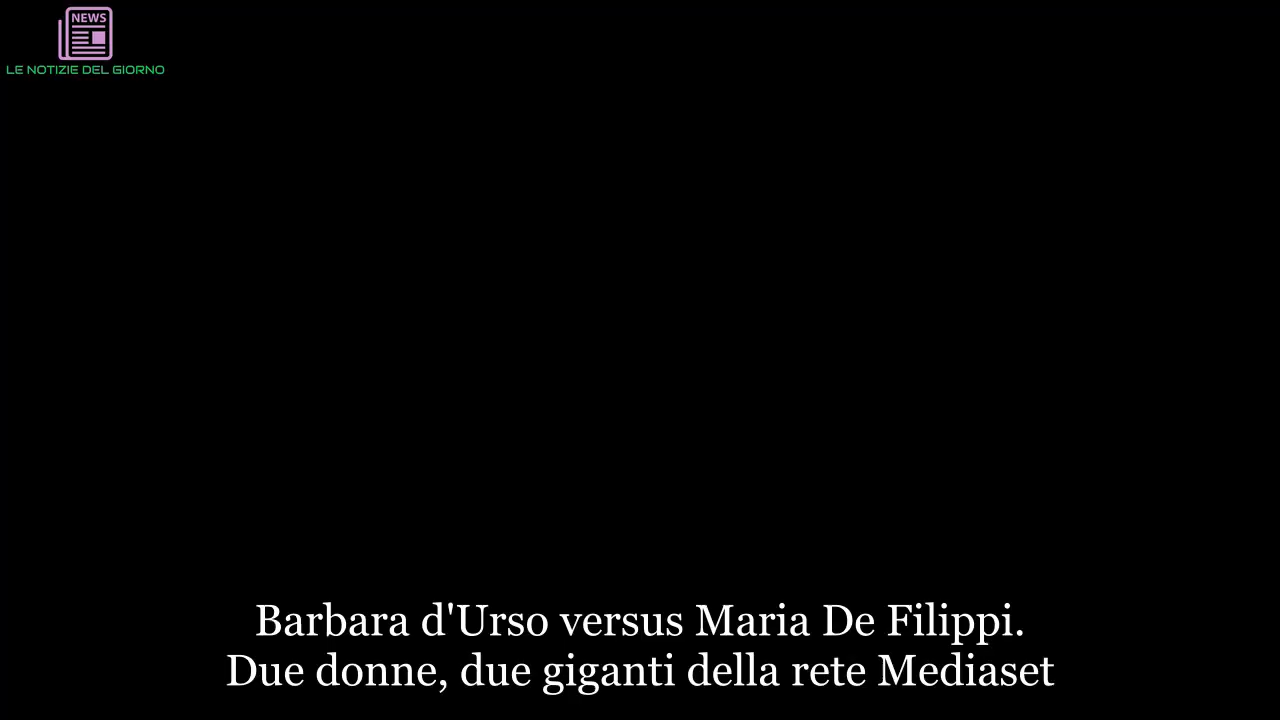 NEWS
LE NOTIZIE DEL GIORNO
Barbara d'Urso versus Maria De Filippi.
Due donne, due giganti della rete Mediaset